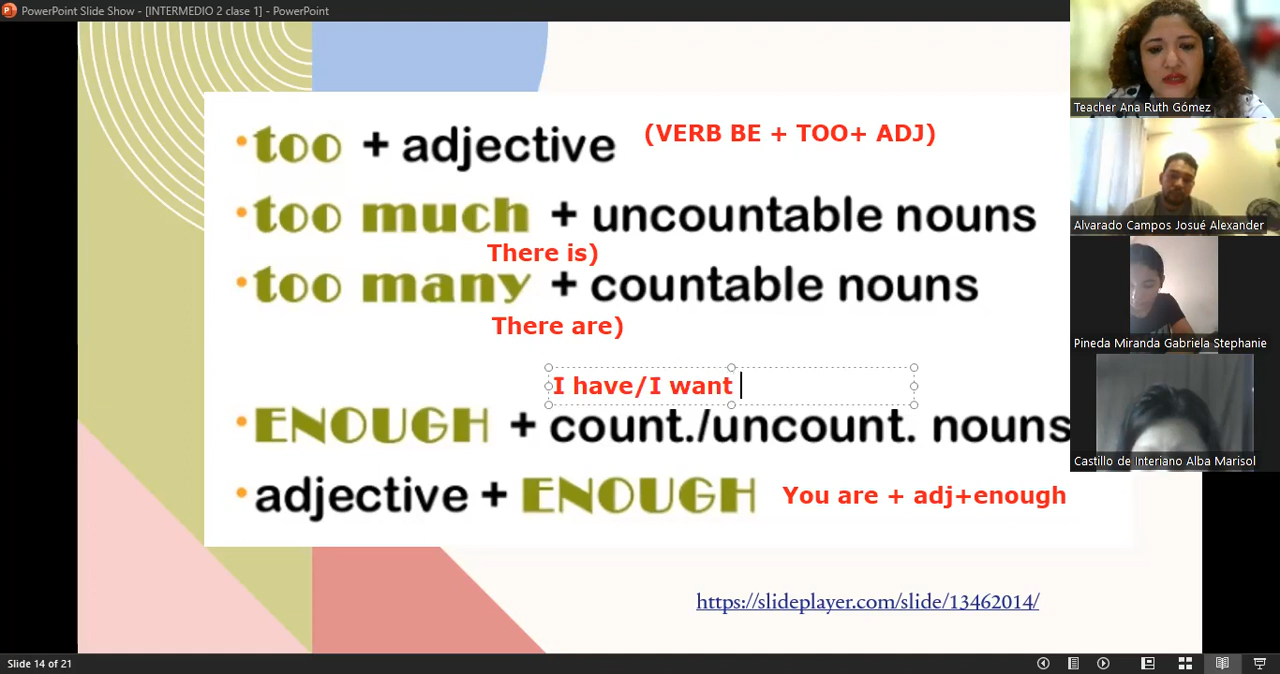 PowerPoint Slide Show - [INTERMEDIO 2 clase 1] - PowerPoint
•too + adjective (VERB BE + TOO+ ADJ)
•too much + uncountable nouns
There is)
•too many + countable nouns
There are)
I have/I want
•ENOUGH + count./uncount. nouns
•adjective + ENOUGH You are + adj+enough
https://slideplayer.com/slide/13462014/
Slide 14 of 21
Teacher Ana Ruth Gómez
Alvarado Campos Josué Alexander
Pineda Miranda Gabriela Stephanie
Castillo de Interiano Alba Marisol